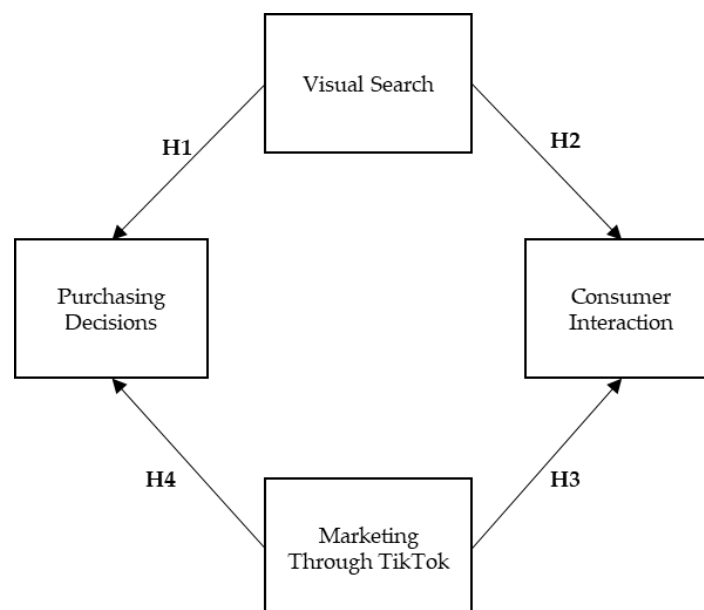 Visual Search
H1
H2
Purchasing
Decisions
Consumer
Interaction
H4
H3
Marketing
Through TikTok